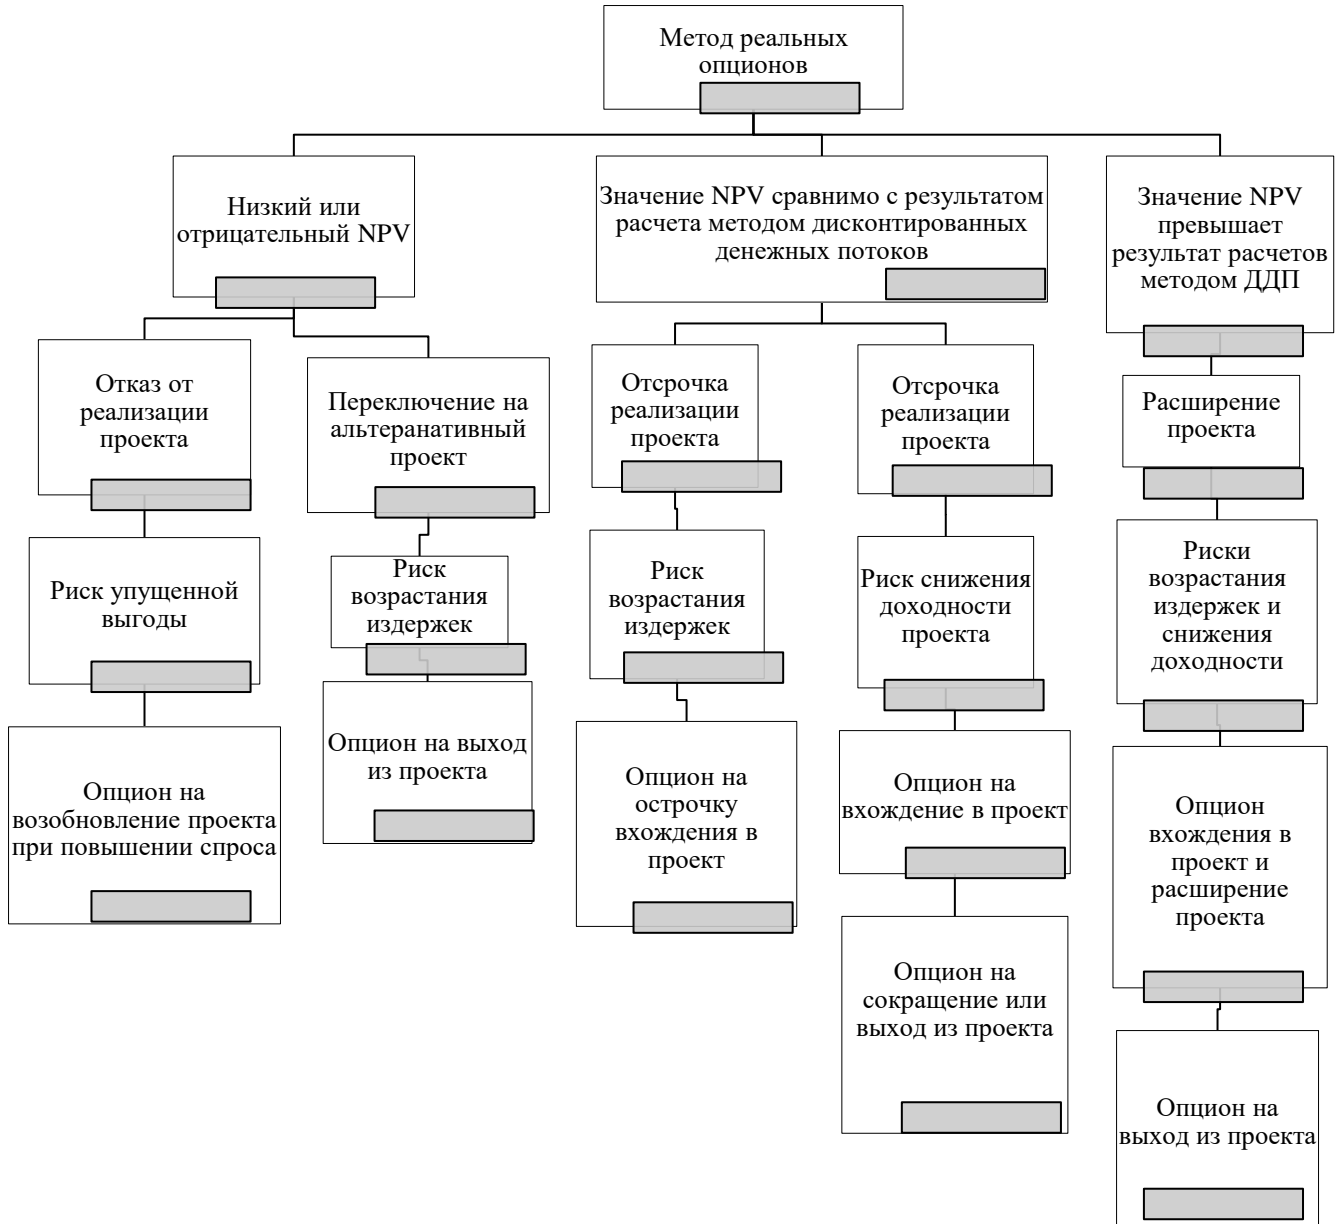 Метод реальных
опционов
Низкий или
отрицательный NPV
Значение NPV сравнимо с результатом
расчета методом дисконтированных
денежных потоков
Значение NPV
превышает
результат расчетов
методом ДДП
Отказ от
реализации
проекта
Переключение на
альтеранативный
проект
Отсрочка
реализации
проекта
Отсрочка
реализации
проекта
Расширение
проекта
Риск упущенной
выгоды
Риск
возрастания
издержек
Риск
возрастания
издержек
Риск снижения
доходности
проекта
Риски
возрастания
издержек и
снижения
доходности
Опцион на
возобновление проекта
при повышении спроса
Опцион на выход
из проекта
Опцион на
острочку
вхождения в
проект
Опцион на
вхождение в проект
Опцион
вхождения в
проект и
расширение
проекта
Опцион на
сокращение или
выход из проекта
Опцион на
выход из проекта